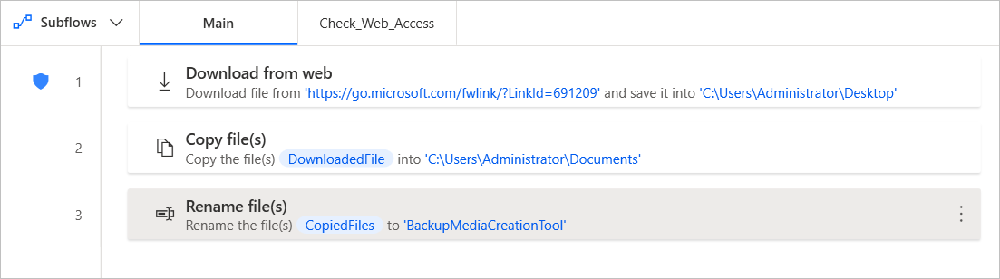 Subflows Main Check_Web_Access
1 Download from web
Download file from 'https://go.microsoft.com/fwlink/?LinkId=691209' and save it into 'C:\Users\Administrator\Desktop'
2 Copy file(s)
Copy the file(s) DownloadedFile into 'C:\Users\Administrator\Documents'
3 Rename file(s)
Rename the file(s) CopiedFiles to 'BackupMediaCreationTool'